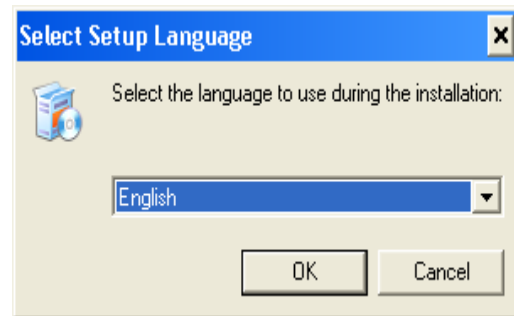 Select Setup Language
Select the language to use during the installation:
English
OK
Cancel